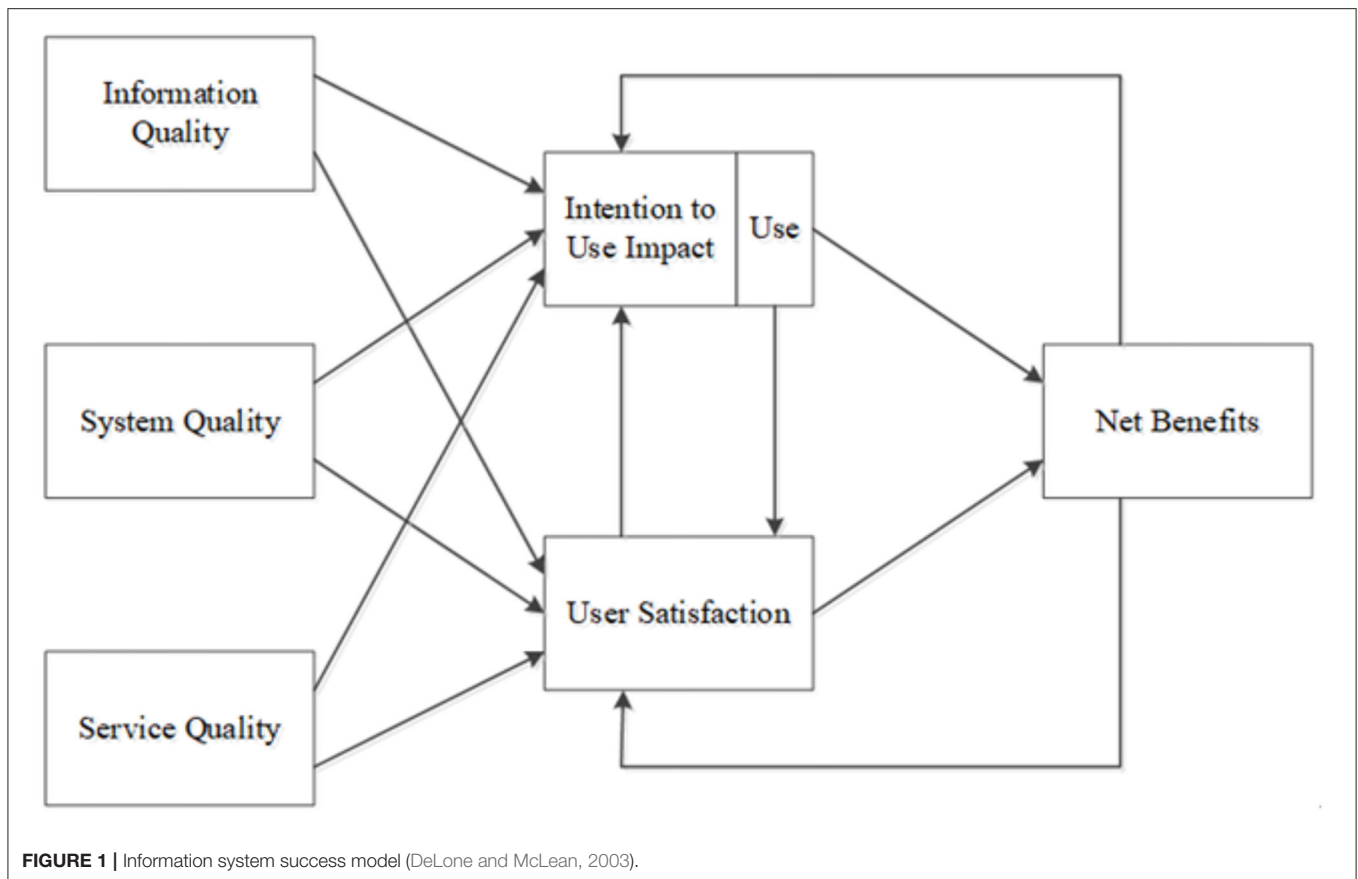 Information
Quality
Intention to
Use Impact
Use
System Quality
Net Benefits
User Satisfaction
Service Quality
FIGURE 1 | Information system success model (DeLone and McLean, 2003).